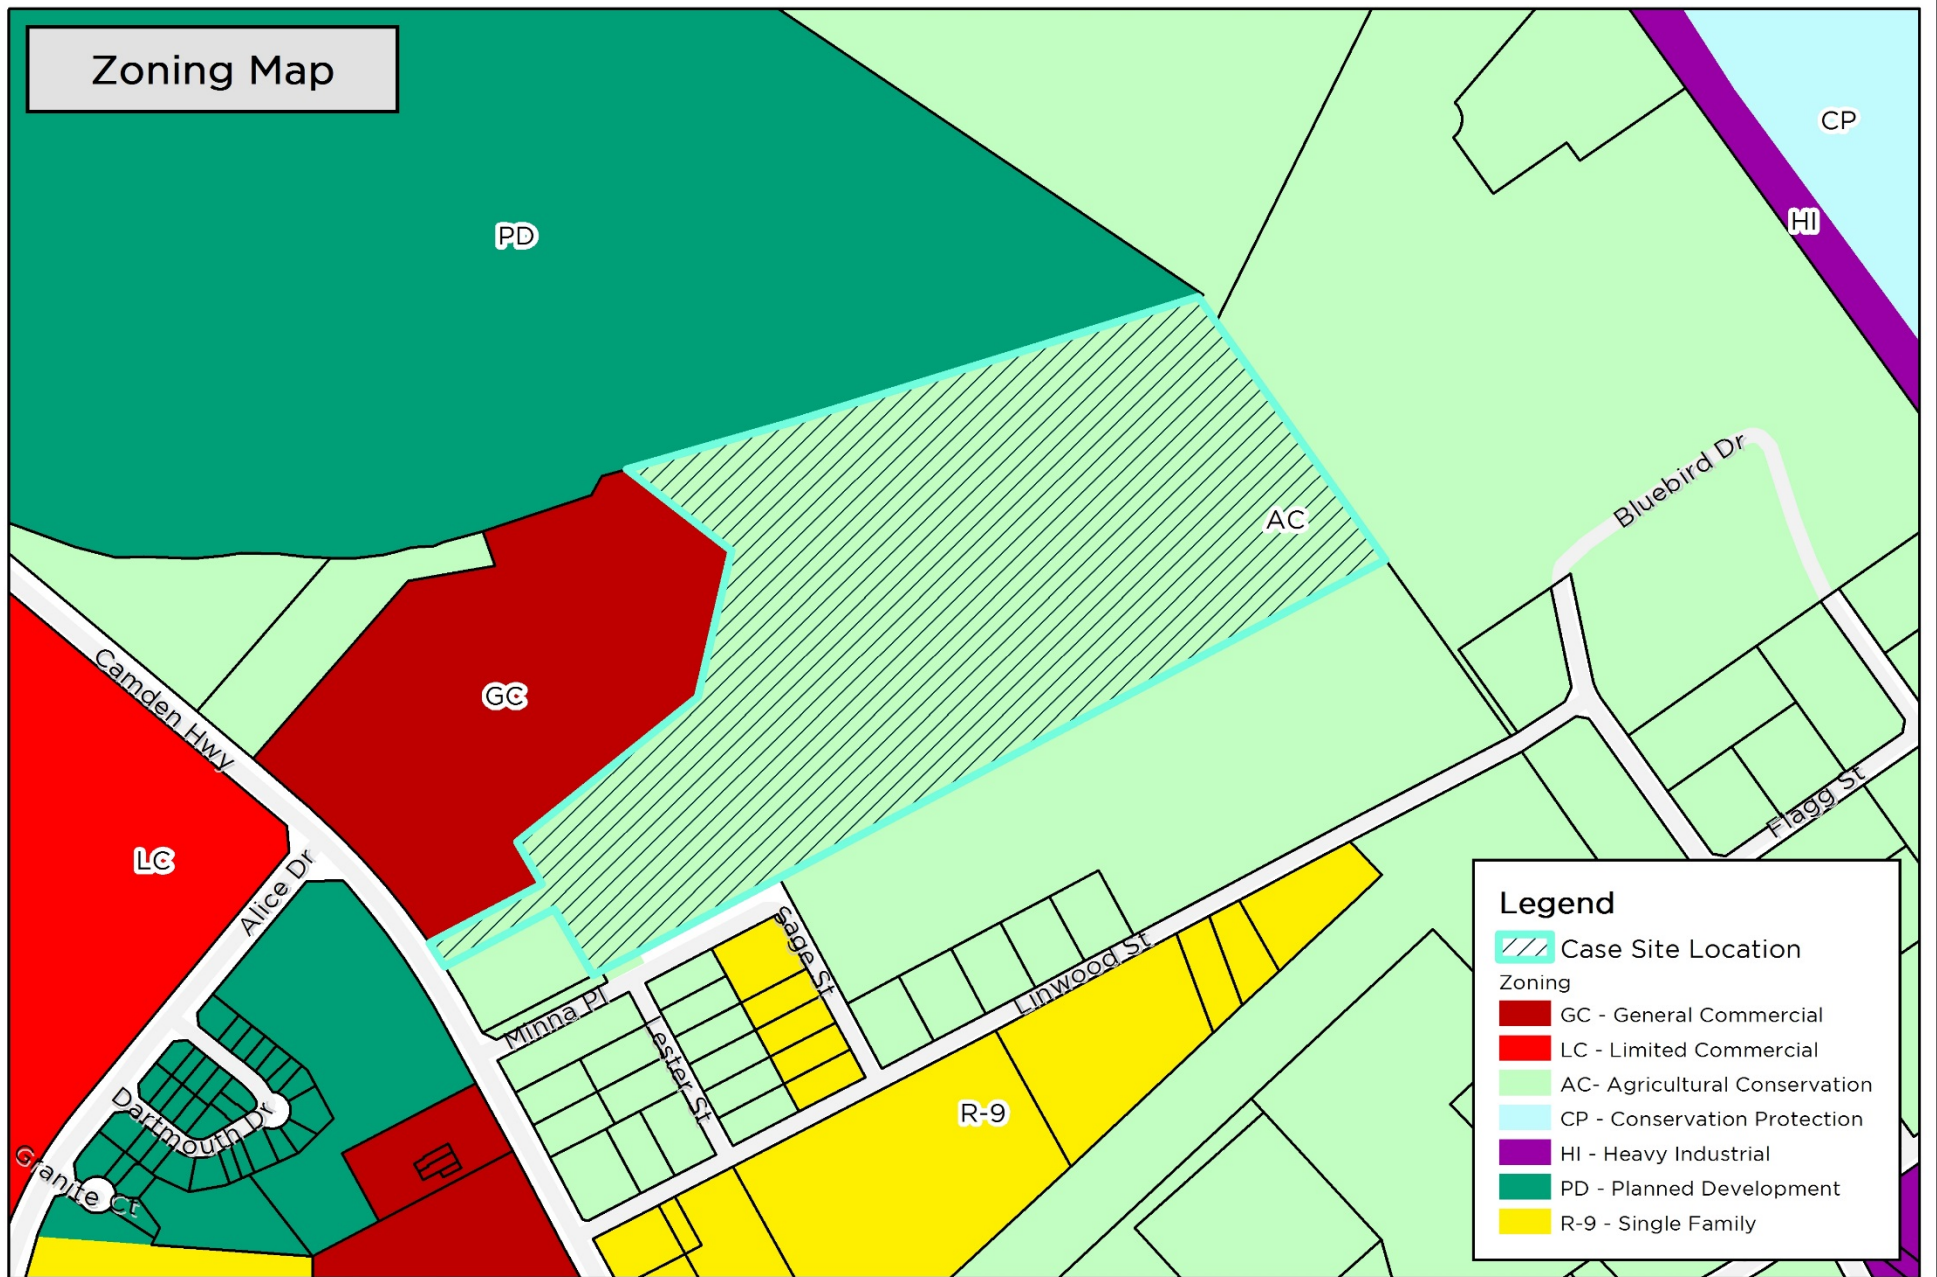 Zoning Map
CP
HI
PD
AC
Bluebird Dr
GC
Camden Hwy
LC
Alice Dr
Flagg St
Sage St
Linwood St
Minna Pl
Lester St
R-9
Dartmouth Dr
Granite Ct
Legend
Case Site Location
Zoning
GC - General Commercial
LC - Limited Commercial
AC- Agricultural Conservation
CP - Conservation Protection
HI - Heavy Industrial
PD - Planned Development
R-9 - Single Family